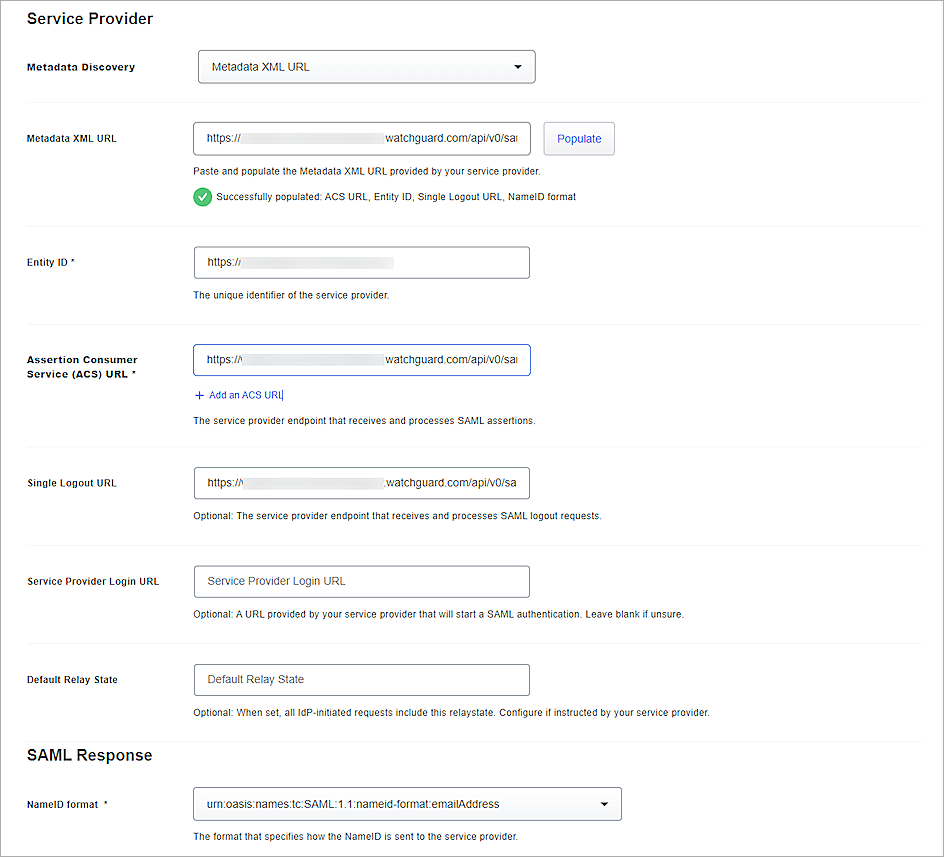 Service Provider
Metadata Discovery
Metadata XML URL
Metadata XML URL
https:// watchguard.com/api/v0/sa
Populate
Paste and populate the Metadata XML URL provided by your service provider.
Successfully populated: ACS URL, Entity ID, Single Logout URL, NameID format
Entity ID *
https://
The unique identifier of the service provider.
Assertion Consumer
Service (ACS) URL *
https:// watchguard.com/api/v0/sa
+ Add an ACS URL
The service provider endpoint that receives and processes SAML assertions.
Single Logout URL
https:// .watchguard.com/api/v0/sa
Optional: The service provider endpoint that receives and processes SAML logout requests.
Service Provider Login URL
Service Provider Login URL
Optional: A URL provided by your service provider that will start a SAML authentication. Leave blank if unsure.
Default Relay State
Default Relay State
Optional: When set, all IdP-initiated requests include this relaystate. Configure if instructed by your service provider.
SAML Response
NameID format *
urn:oasis:names:tc:SAML:1.1:nameid-format:emailAddress
The format that specifies how the NameID is sent to the service provider.